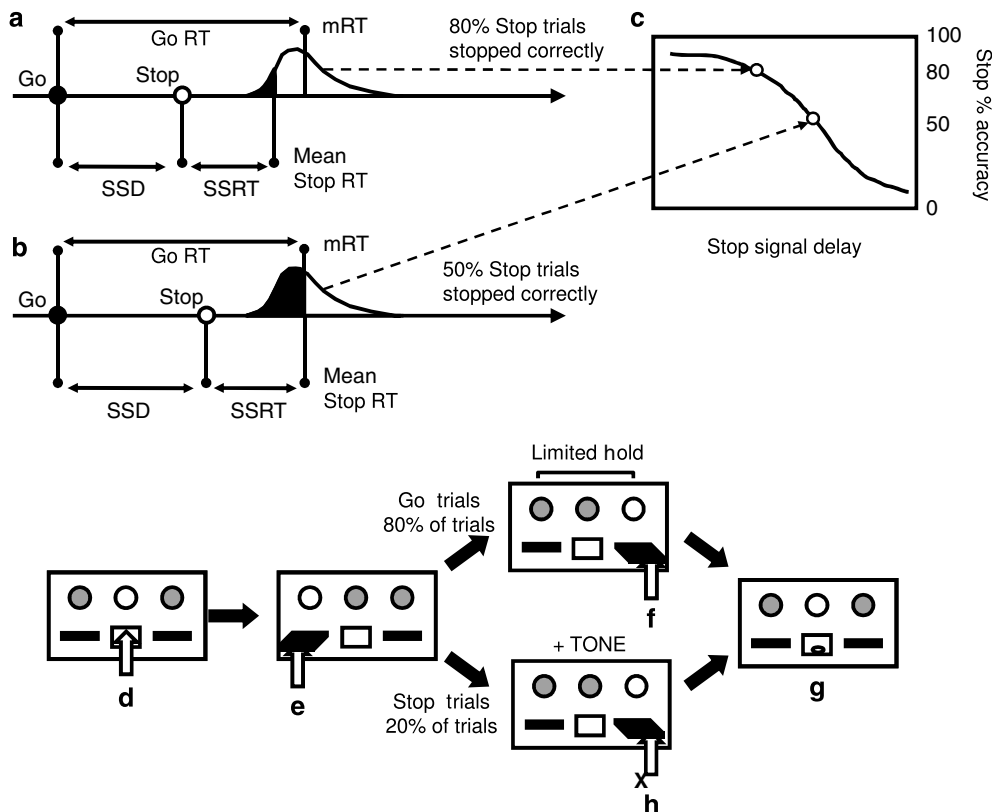 a
Go RT
mRT
80% Stop trials
stopped correctly
Go
Stop
SSD
SSRT
Mean
Stop RT
c
100
80
50
0
Stop % accuracy
Stop signal delay
b
Go RT
mRT
50% Stop trials
stopped correctly
Go
Stop
SSD
SSRT
Mean
Stop RT
Limited hold
Go trials
80% of trials
f
d
e
+ TONE
Stop trials
20% of trials
X
h
g